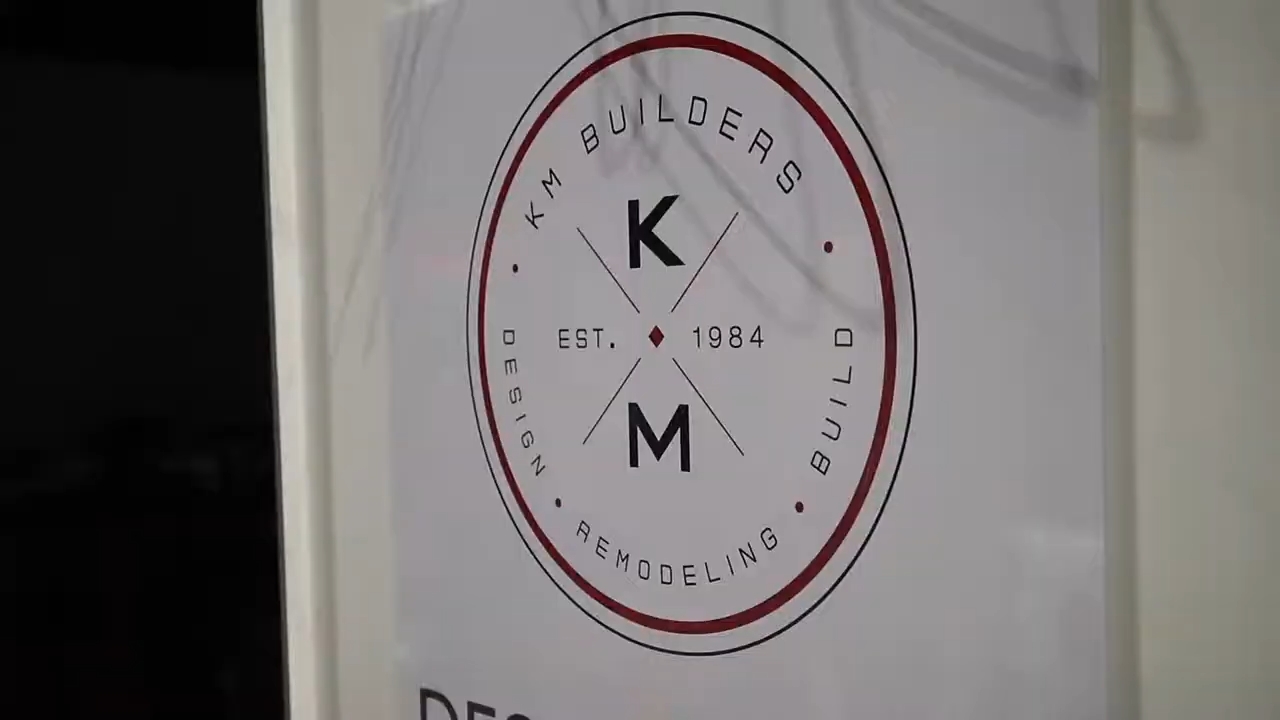 KM BUILDERS
K
EST. 1984
M
DESIGN • REMODELING • BUILD